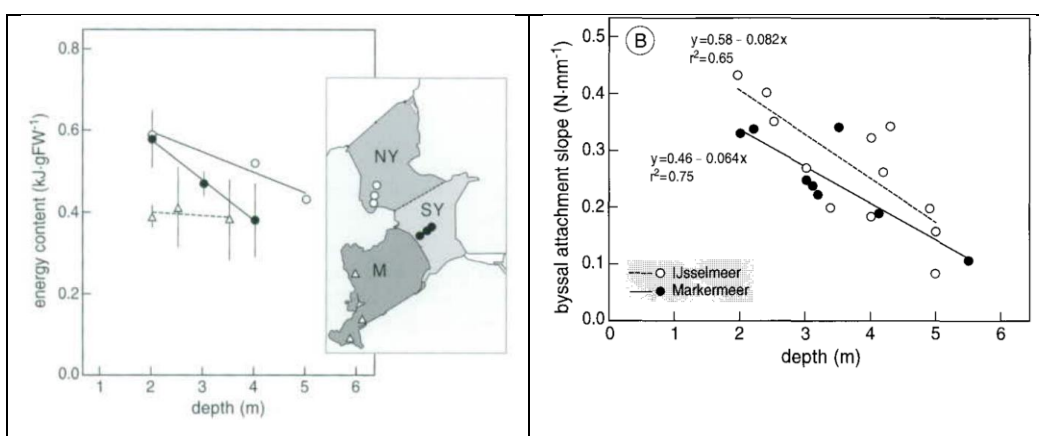 0.8
0.6
0.4
0.2
0.0
energy content (kJ·gFW⁻¹)
1 2 3 4 5 6
depth (m)
NY
SY
M
B
y=0.58 – 0.082x
r²=0.65
y=0.46 – 0.064x
r²=0.75
0.5
0.4
0.3
0.2
0.1
0.0
byssal attachment slope (N·mm⁻¹)
IJsselmeer
Markermeer
0 1 2 3 4 5 6
depth (m)